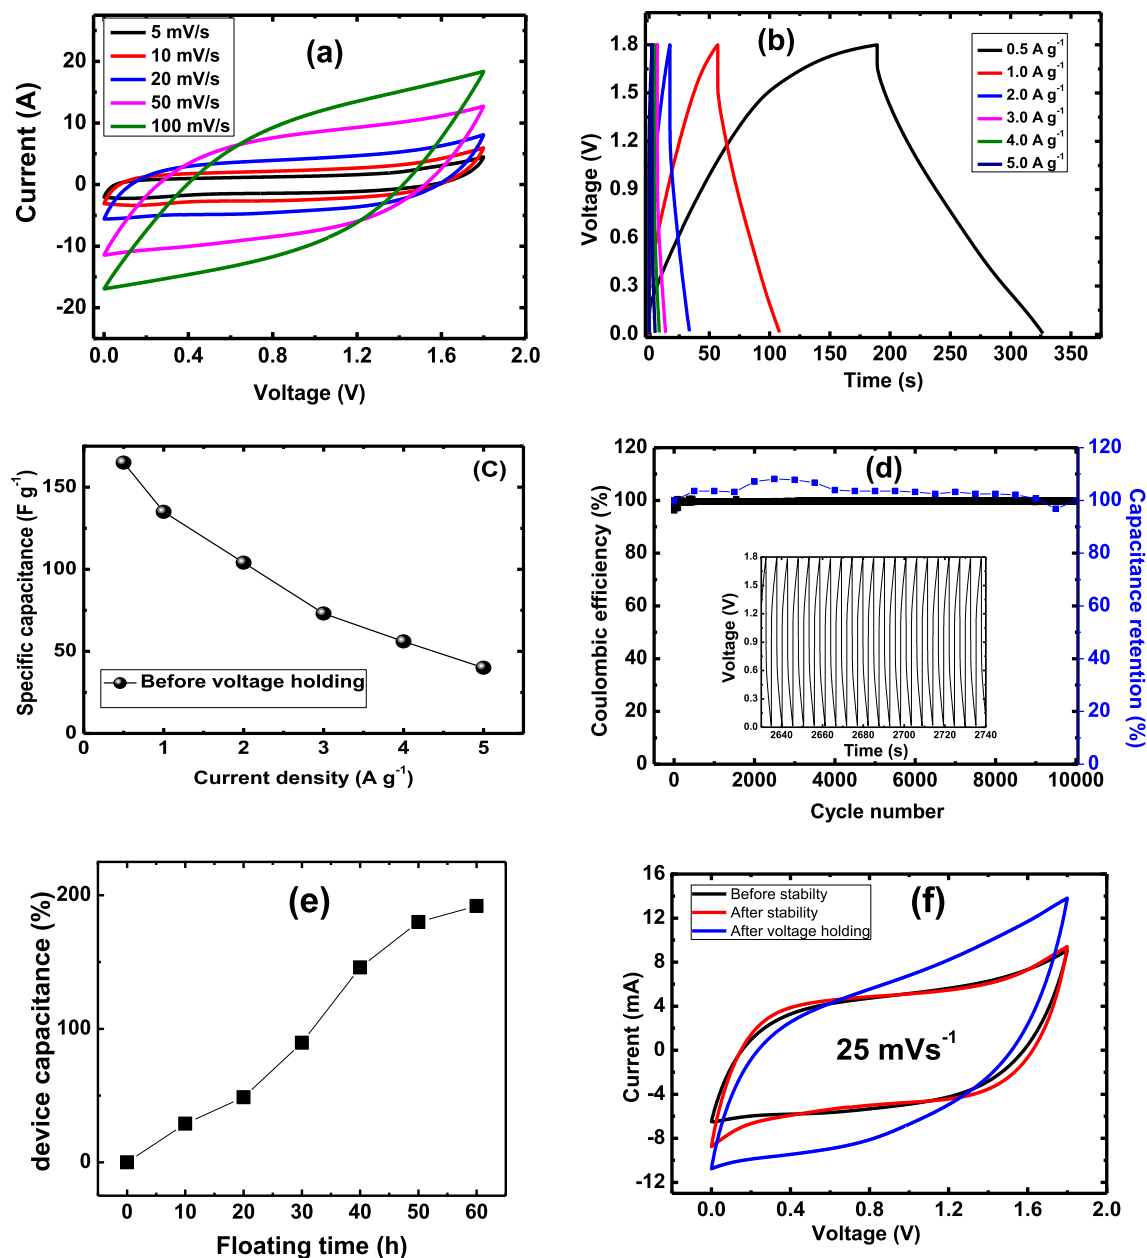 (a)
5 mV/s
10 mV/s
20 mV/s
50 mV/s
100 mV/s
Current (A)
20
10
0
-10
-20
0.0 0.4 0.8 1.2 1.6 2.0
Voltage (V)
(b)
0.5 A g⁻¹
1.0 A g⁻¹
2.0 A g⁻¹
3.0 A g⁻¹
4.0 A g⁻¹
5.0 A g⁻¹
Voltage (V)
1.8
1.5
1.2
0.9
0.6
0.3
0.0
0 50 100 150 200 250 300 350
Time (s)
(C)
Specific capacitance (F g⁻¹)
150
100
50
0
Before voltage holding
0 1 2 3 4 5
Current density (A g⁻¹)
(d)
Coulombic efficiency (%)
120
100
80
60
40
20
0
Voltage (V)
1.8
1.5
1.2
0.9
0.6
0.3
0.0
2640 2660 2680 2700 2720 2740
Time (s)
120
100
80
60
40
20
0
Capacitance retention (%)
0 2000 4000 6000 8000 10000
Cycle number
(e)
device capacitance (%)
200
100
0
0 10 20 30 40 50 60
Floating time (h)
(f)
Before stabilty
After stability
After voltage holding
25 mVs⁻¹
Current (mA)
16
12
8
4
0
-4
-8
-12
0.0 0.4 0.8 1.2 1.6 2.0
Voltage (V)